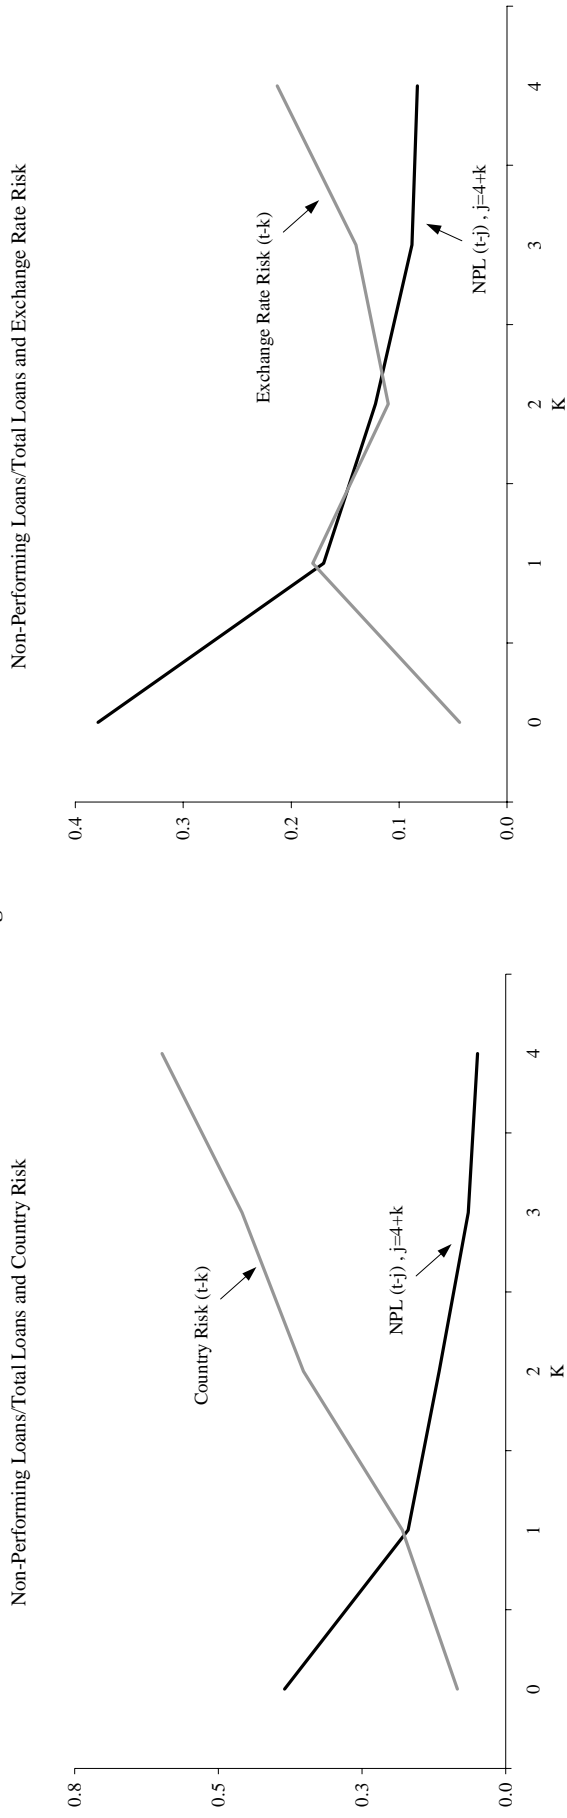 Non-Performing Loans/Total Loans and Country Risk
0.8
0.5
0.3
0.0
Country Risk (t-k)
NPL (t-j) , j=4+k
0 1 2 3 4
K
Non-Performing Loans/Total Loans and Exchange Rate Risk
0.4
0.3
0.2
0.1
0.0
Exchange Rate Risk (t-k)
NPL (t-j) , j=4+k
0 1 2 3 4
K